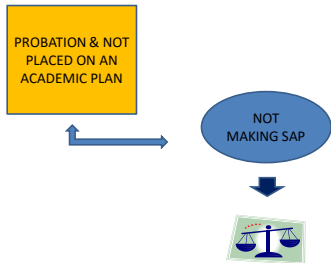 PROBATION & NOT
PLACED ON AN
ACADEMIC PLAN
NOT
MAKING SAP